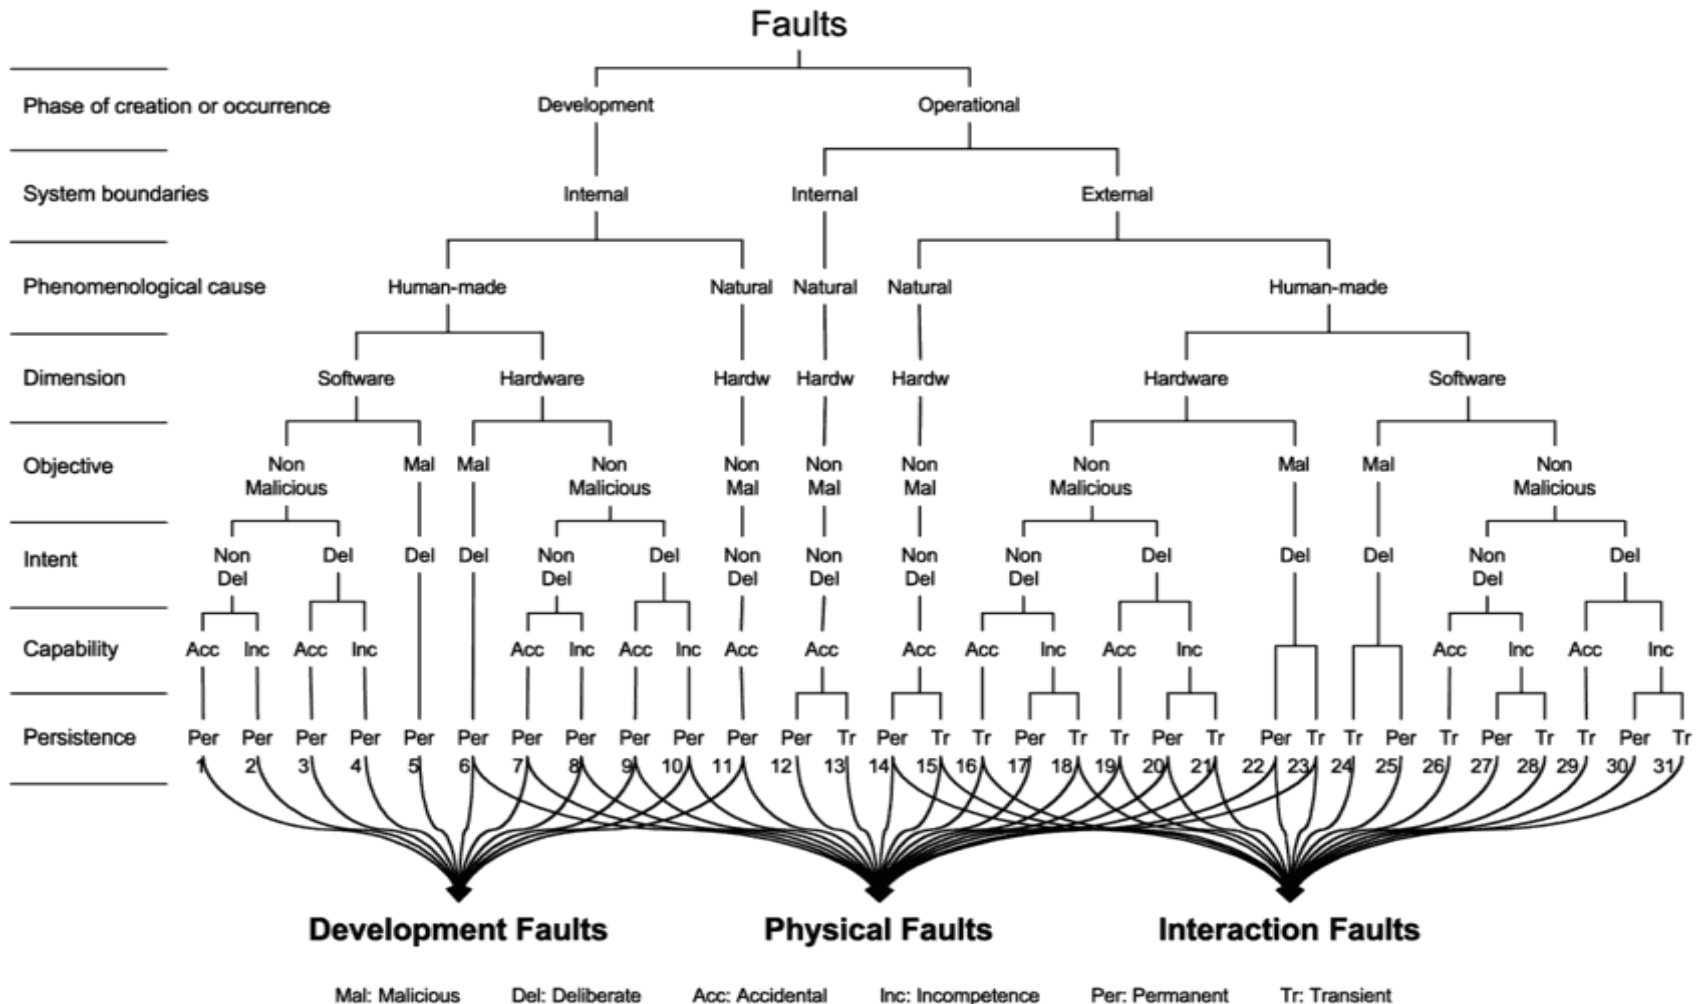 Faults
Phase of creation or occurrence Development Operational
System boundaries Internal Internal External
Phenomenological cause Human-made Natural Natural Natural Human-made
Dimension Software Hardware Hardw Hardw Hardw Hardware Software
Objective Non Mal Mal Non Non Non Non Non Mal Mal Non
Malicious Malicious Mal Mal Mal Malicious Malicious
Intent Non Del Del Del Non Del Non Non Non Non Del Del Del Non Del
Del Del Del Del Del Del Del
Capability Acc Inc Acc Inc Acc Inc Acc Inc Acc Acc Acc Acc Inc Acc Inc Acc Inc Acc Inc
Persistence Per Per Per Per Per Per Per Per Per Per Per Per Tr Per Tr Tr Per Tr Tr Per Tr Per Tr Tr Per Tr Per Tr Tr Per Tr
1 2 3 4 5 6 7 8 9 10 11 12 13 14 15 16 17 18 19 20 21 22 23 24 25 26 27 28 29 30 31
Development Faults Physical Faults Interaction Faults
Mal: Malicious Del: Deliberate Acc: Accidental Inc: Incompetence Per: Permanent Tr: Transient